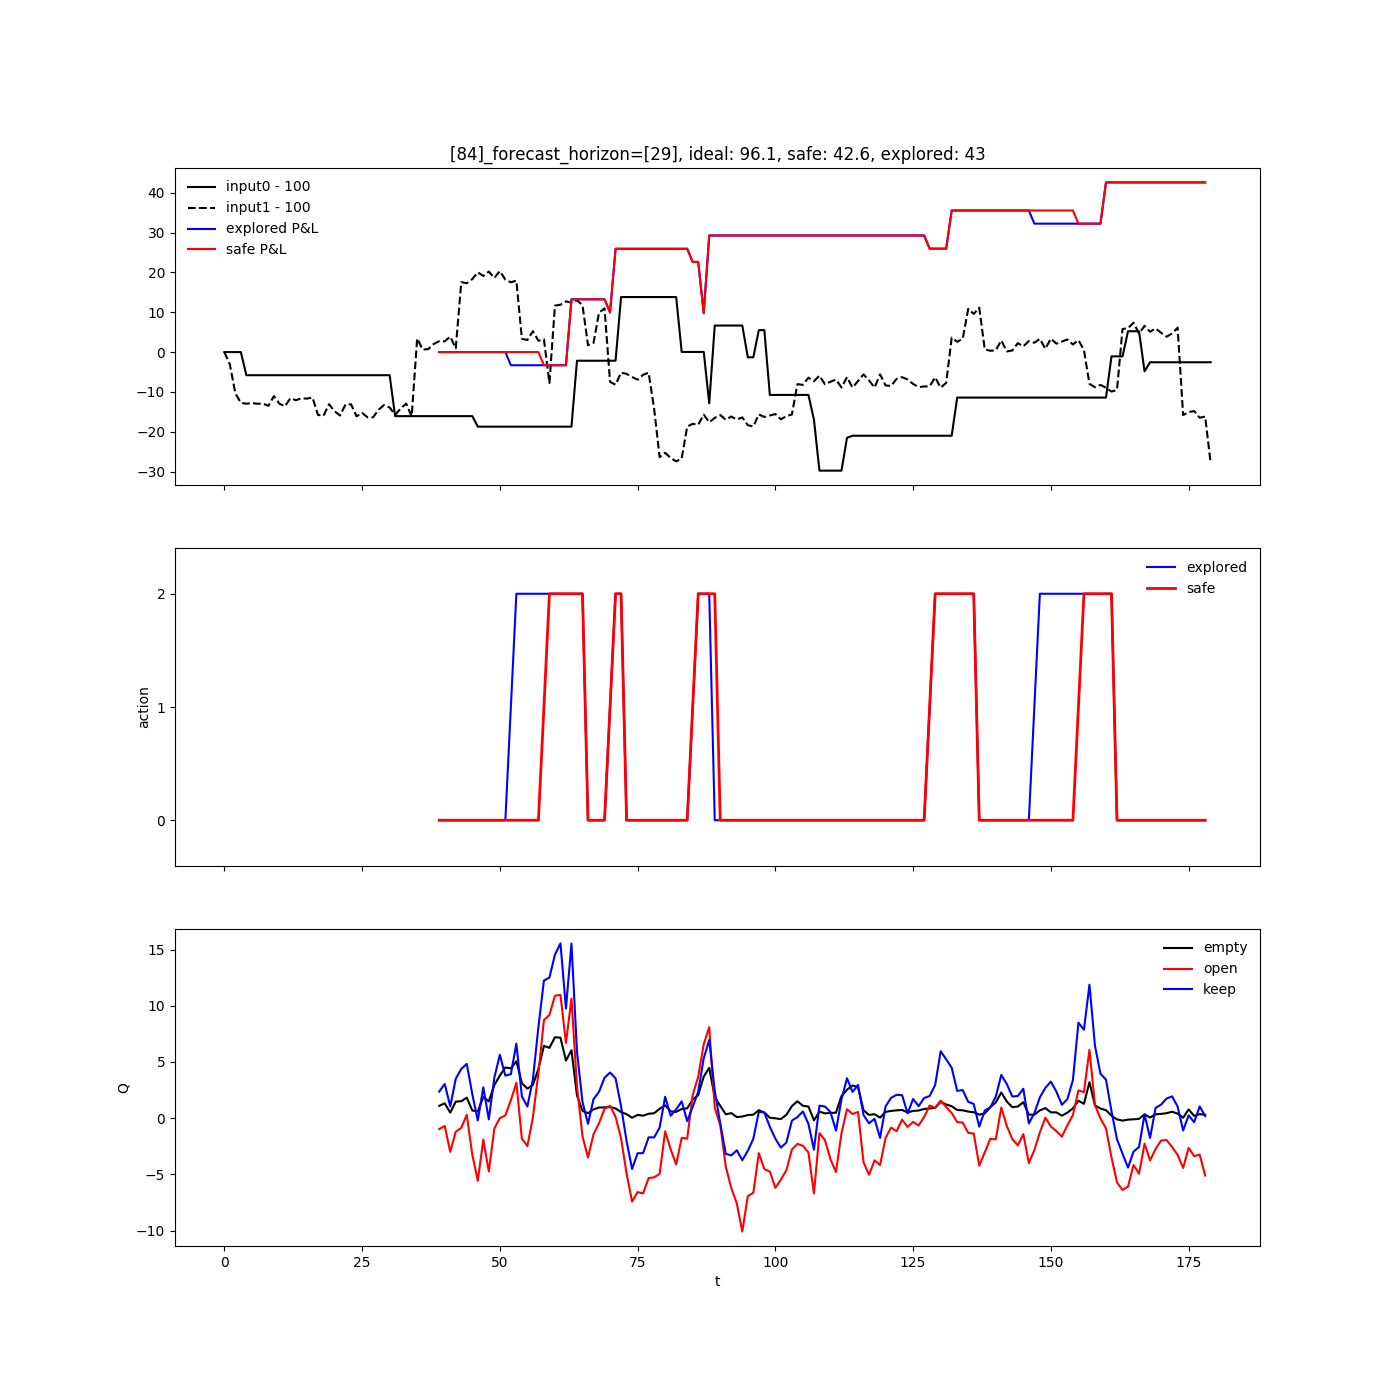 [84]_forecast_horizon=[29], ideal: 96.1, safe: 42.6, explored: 43
input0 - 100
input1 - 100
explored P&L
safe P&L
40
30
20
10
0
−10
−20
−30
explored
safe
2
1
0
action
empty
open
keep
15
10
5
0
−5
−10
Q
0 25 50 75 100 125 150 175
t